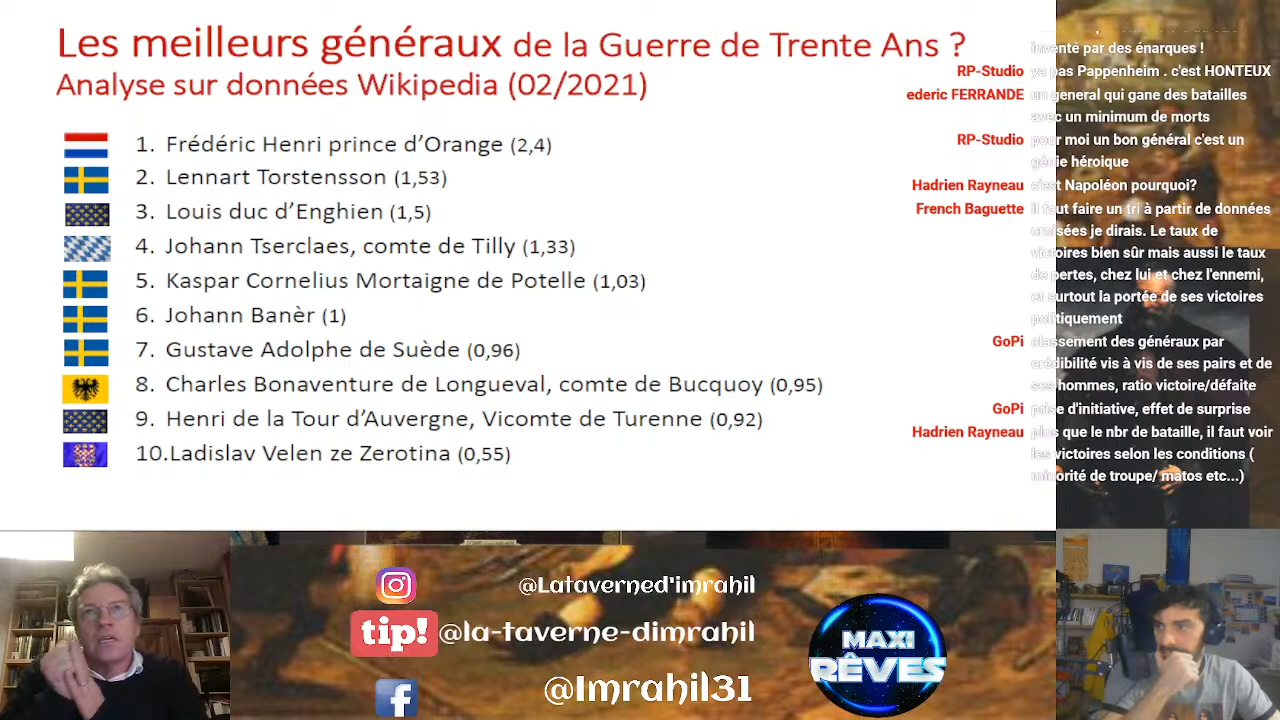 Les meilleurs généraux de la Guerre de Trente Ans ?
Analyse sur données Wikipedia (02/2021)
1. Frédéric Henri prince d’Orange (2,4)
2. Lennart Torstensson (1,53)
3. Louis duc d’Enghien (1,5)
4. Johann Tserclaes, comte de Tilly (1,33)
5. Kaspar Cornelius Mortaigne de Potelle (1,03)
6. Johann Banèr (1)
7. Gustave Adolphe de Suède (0,96)
8. Charles Bonaventure de Longueval, comte de Bucquoy (0,95)
9. Henri de la Tour d’Auvergne, Vicomte de Turenne (0,92)
10.Ladislav Velen ze Zerotina (0,55)
inventé par des énarques !
RP-Studio ya pas Pappenheim . c'est HONTEUX
ederic FERRANDE un general qui gane des batailles
avec un minimum de morts
RP-Studio pour moi un bon général c'est un
génie héroique
Hadrien Rayneau c'est Napoléon pourquoi?
French Baguette il faut faire un tri à partir de données
croisées je dirais. Le taux de
victoires bien sûr mais aussi le taux
de pertes, chez lui et chez l'ennemi,
et surtout la portée de ses victoires
politiquement
GoPi classement des généraux par
crédibilité vis à vis de ses pairs et de
ses hommes, ratio victoire/défaite
GoPi prise d'initiative, effet de surprise
Hadrien Rayneau plus que le nbr de bataille, il faut voir
les victoires selon les conditions (
minorité de troupe/ matos etc...)
@Lataverned'imrahil
tip! @la-taverne-dimrahil
@Imrahil31
MAXI
RÊVES